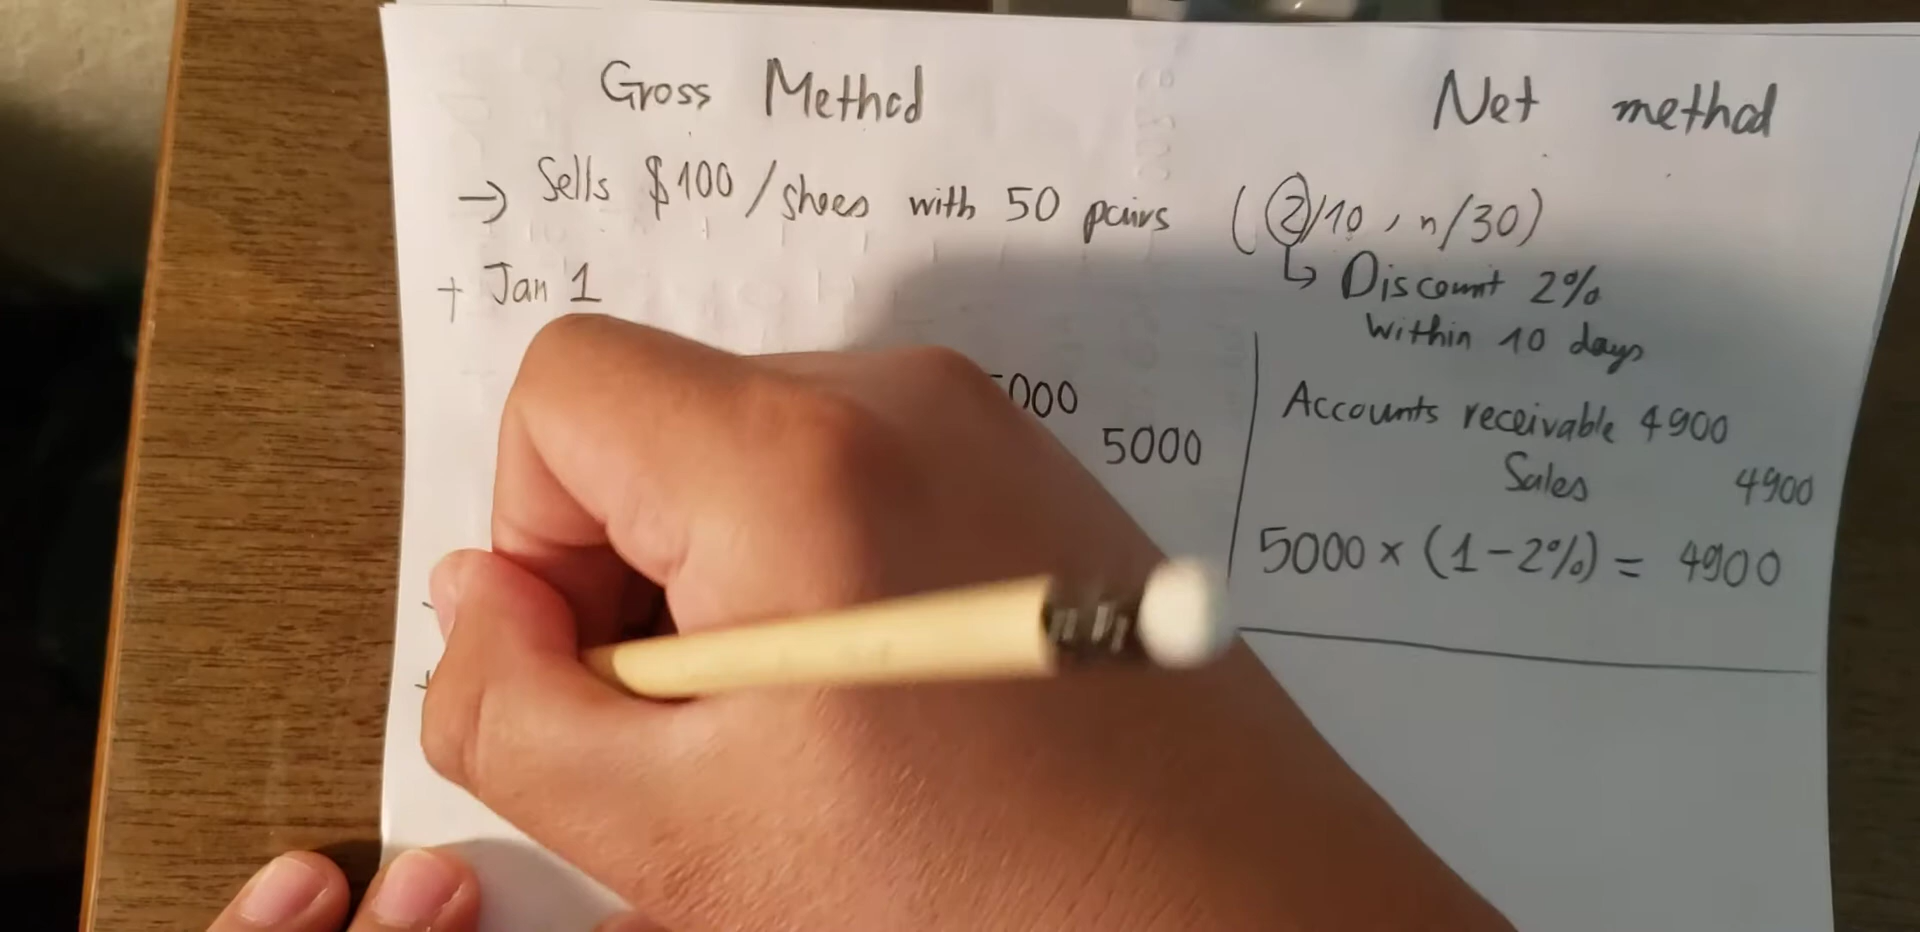 Gross Method
Net method
→ Sells $100/shoes with 50 pairs (2/10, n/30)
↳ Discount 2%
within 10 days
+ Jan 1
5000
Accounts receivable 4900
Sales 4900
5000 × (1-2%) = 4900